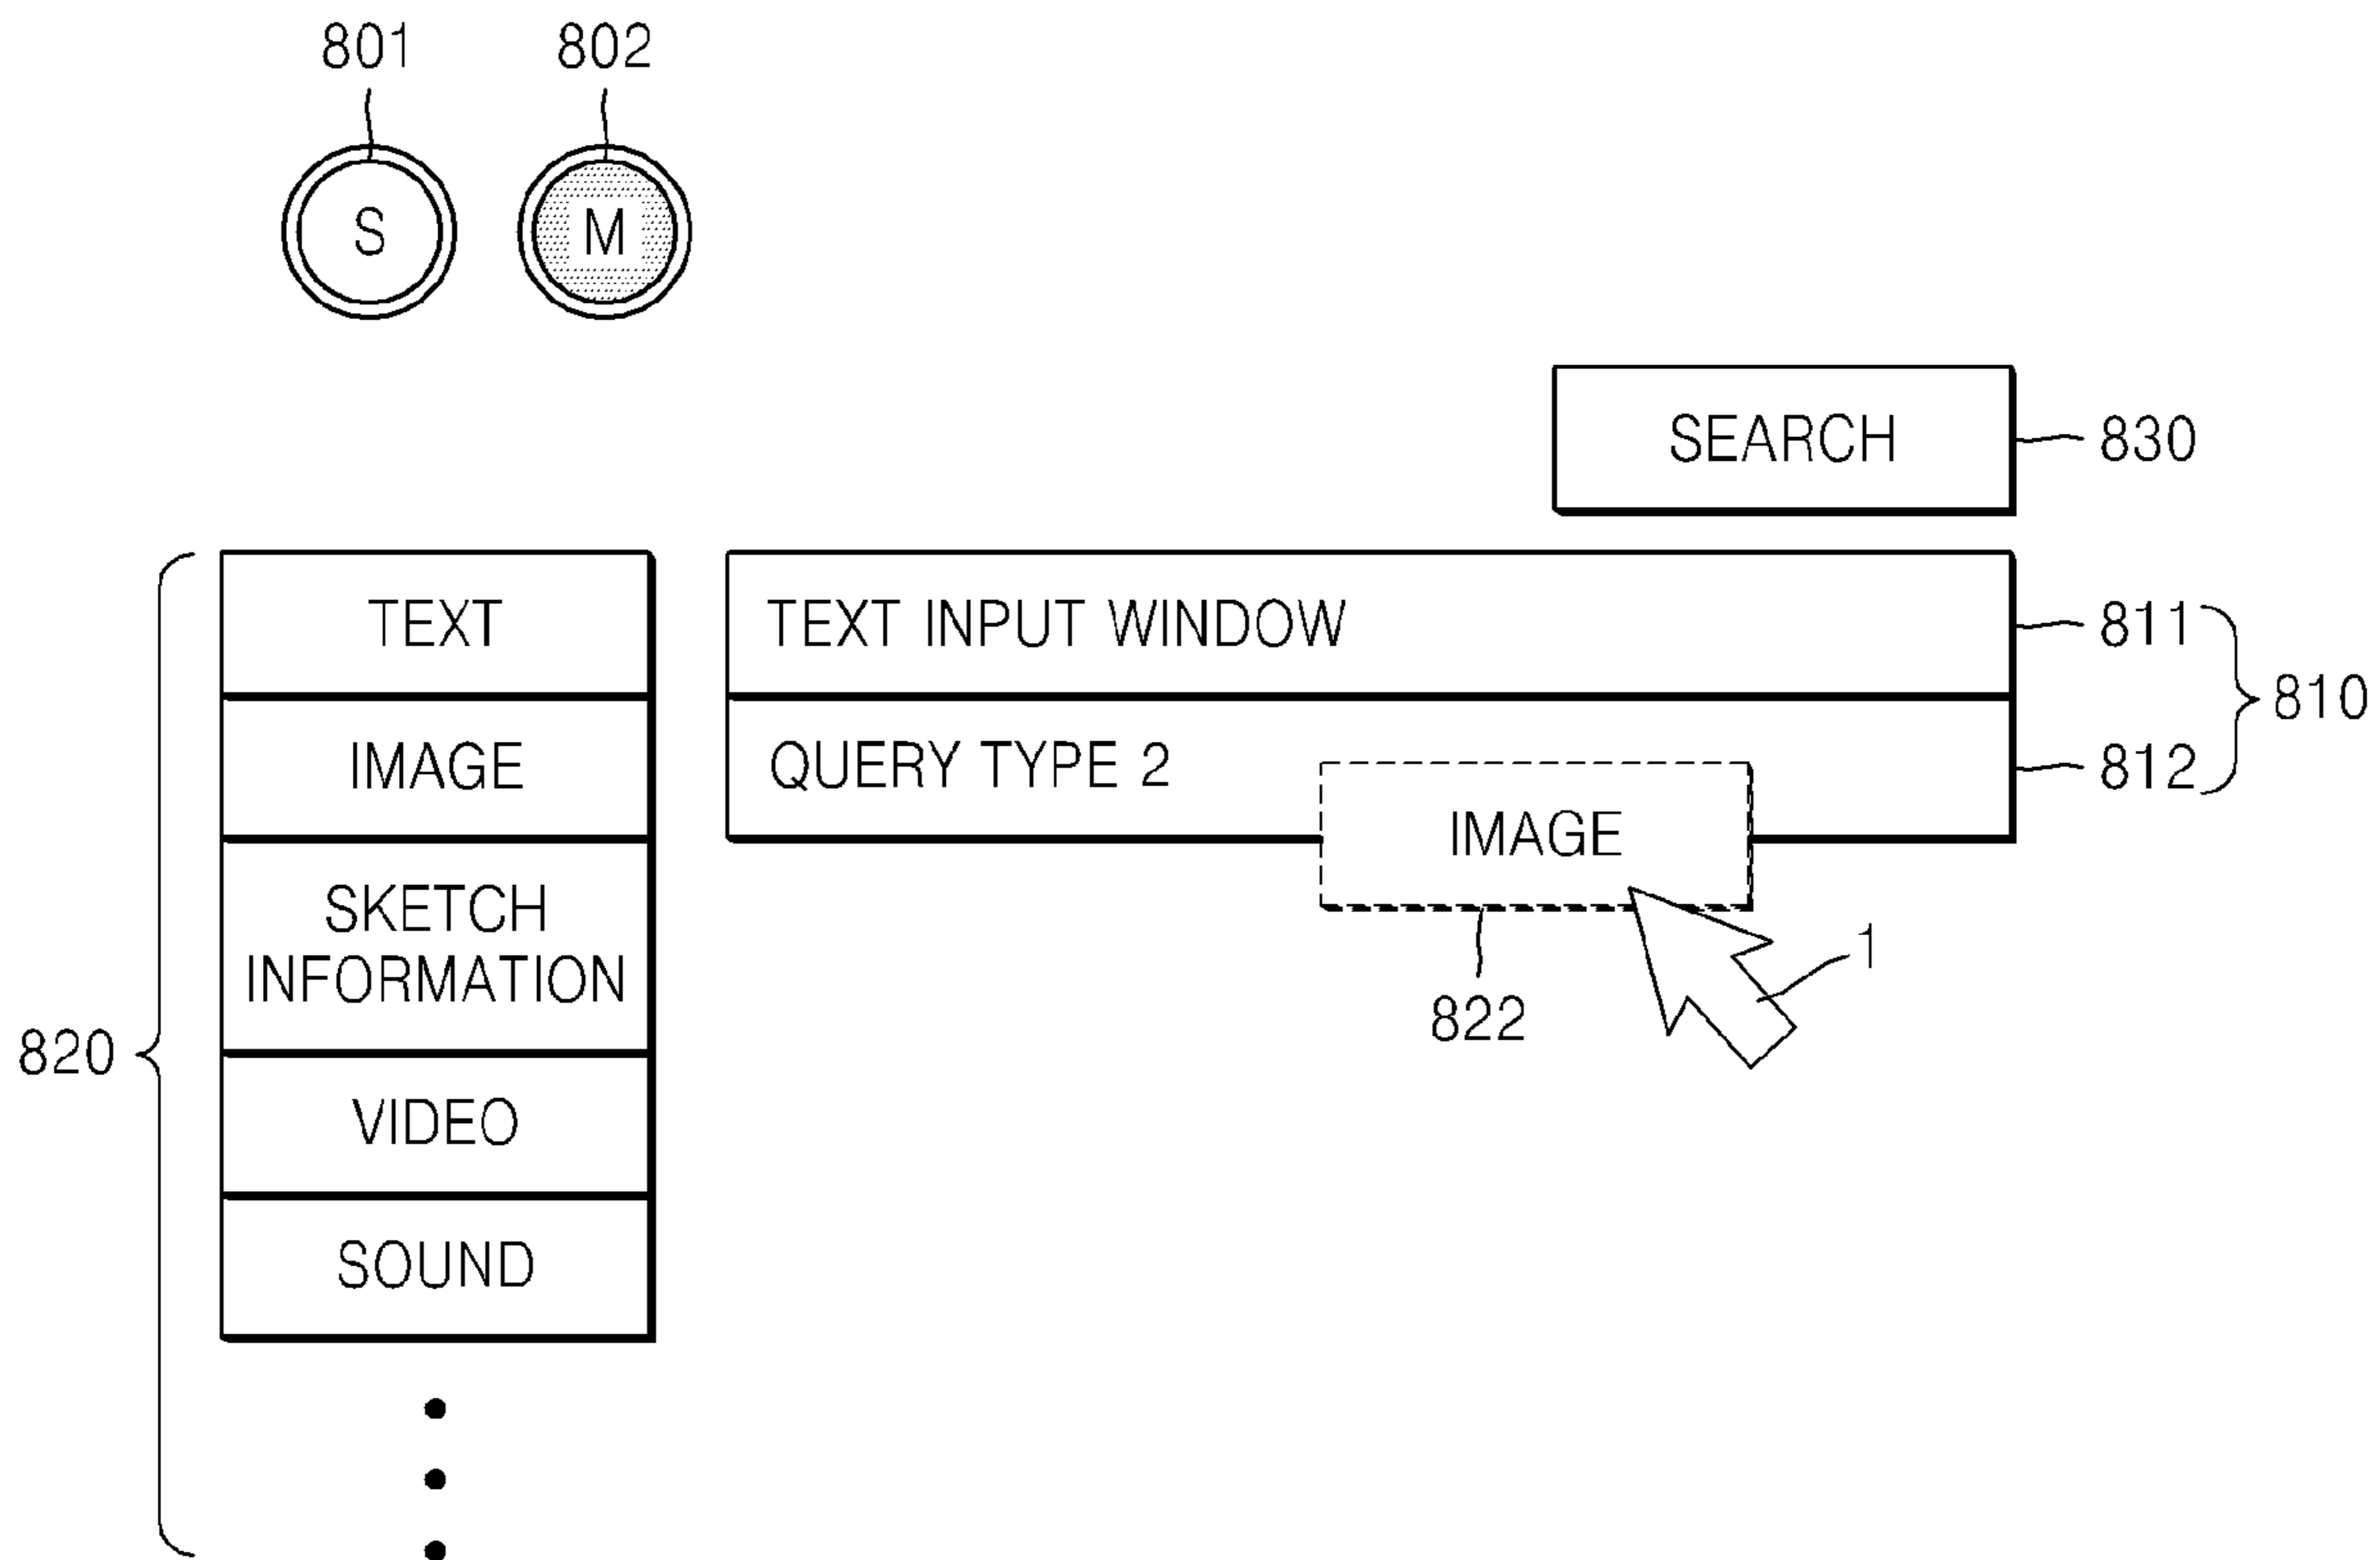 801 802
S M
SEARCH 830
TEXT TEXT INPUT WINDOW 811
810
IMAGE QUERY TYPE 2 812
IMAGE
SKETCH
INFORMATION
1
822
820
VIDEO
SOUND